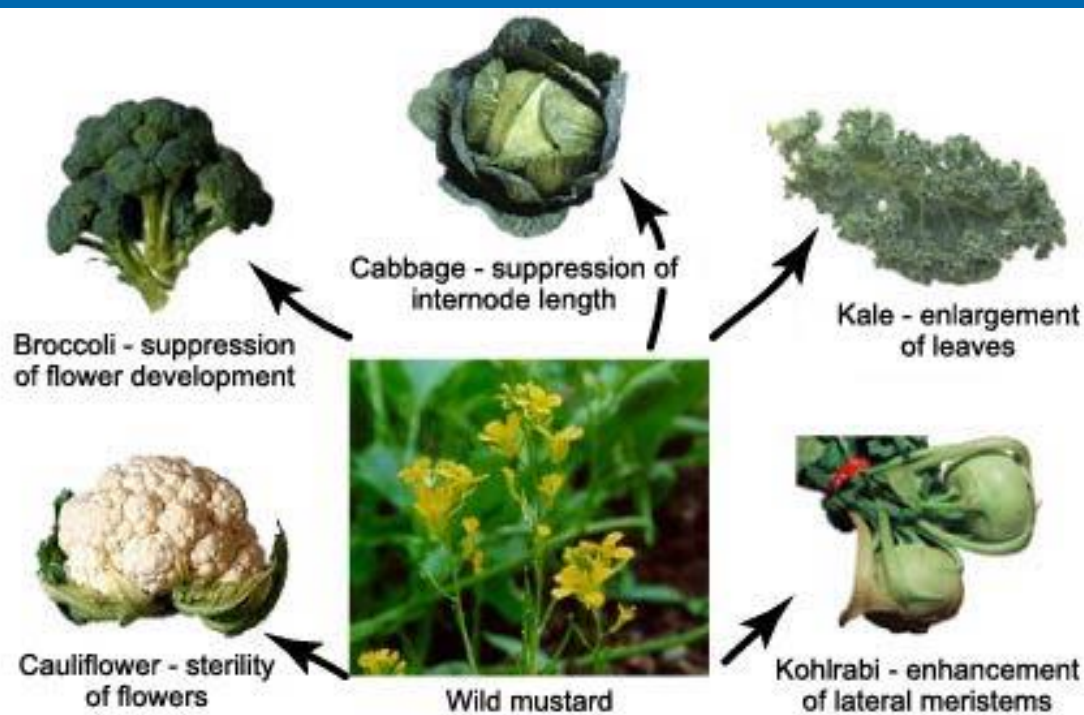 Cabbage - suppression of
internode length
Broccoli - suppression
of flower development
Kale - enlargement
of leaves
Cauliflower - sterility
of flowers
Wild mustard
Kohlrabi - enhancement
of lateral meristems